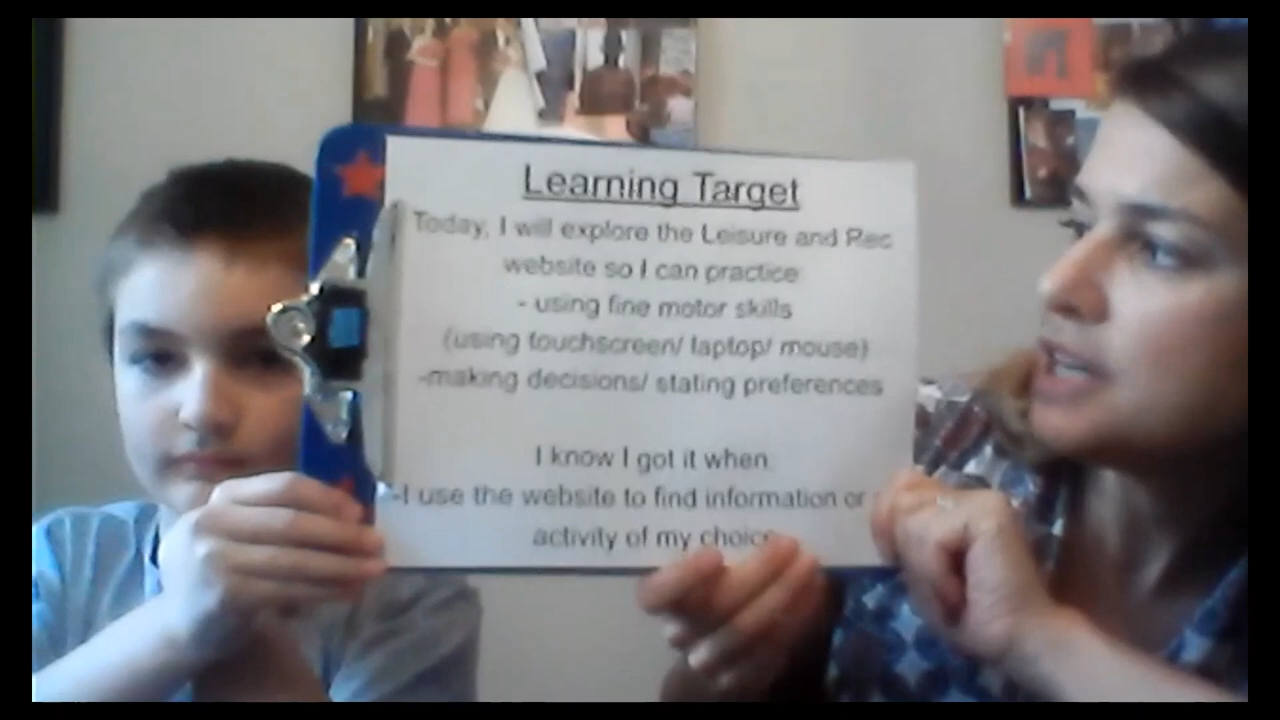 Learning Target
Today, I will explore the Leisure and Rec
website so I can practice
- using fine motor skills
(using touchscreen/ laptop/ mouse)
-making decisions/ stating preferences
I know I got it when
-I use the website to find information or
activity of my choice